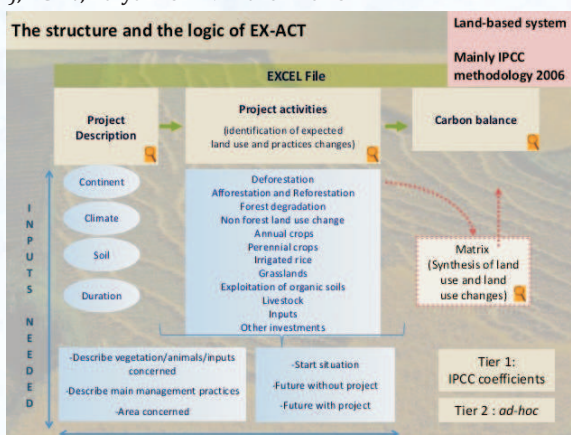 The structure and the logic of EX-ACT
Land-based system
Mainly IPCC
methodology 2006
EXCEL File
Project
Description
Project activities
(identification of expected
land use and practices changes)
Carbon balance
Continent
Climate
Soil
Duration
Deforestation
Afforestation and Reforestation
Forest degradation
Non forest land use change
Annual crops
Perennial crops
Irrigated rice
Grasslands
Exploitation of organic soils
Livestock
Inputs
Other investments
Matrix
(Synthesis of land
use and land
use changes)
INPUTS NEEDED
-Describe vegetation/animals/inputs
concerned
-Describe main management practices
-Area concerned
-Start situation
-Future without project
-Future with project
Tier 1:
IPCC coefficients
Tier 2 : ad-hoc